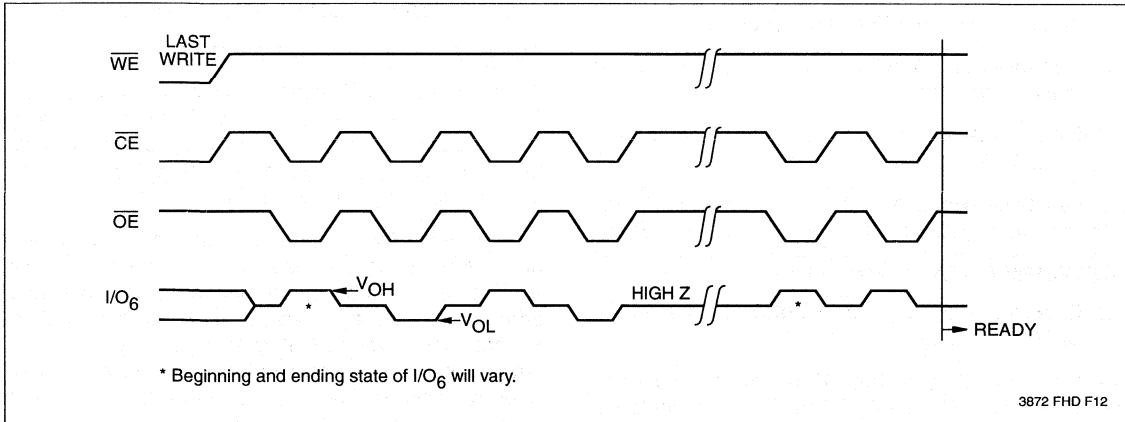 LAST
WRITE
WE
CE
OE
I/O6
VOH
*
VOL
HIGH Z
*
READY
* Beginning and ending state of I/O6 will vary.
3872 FHD F12